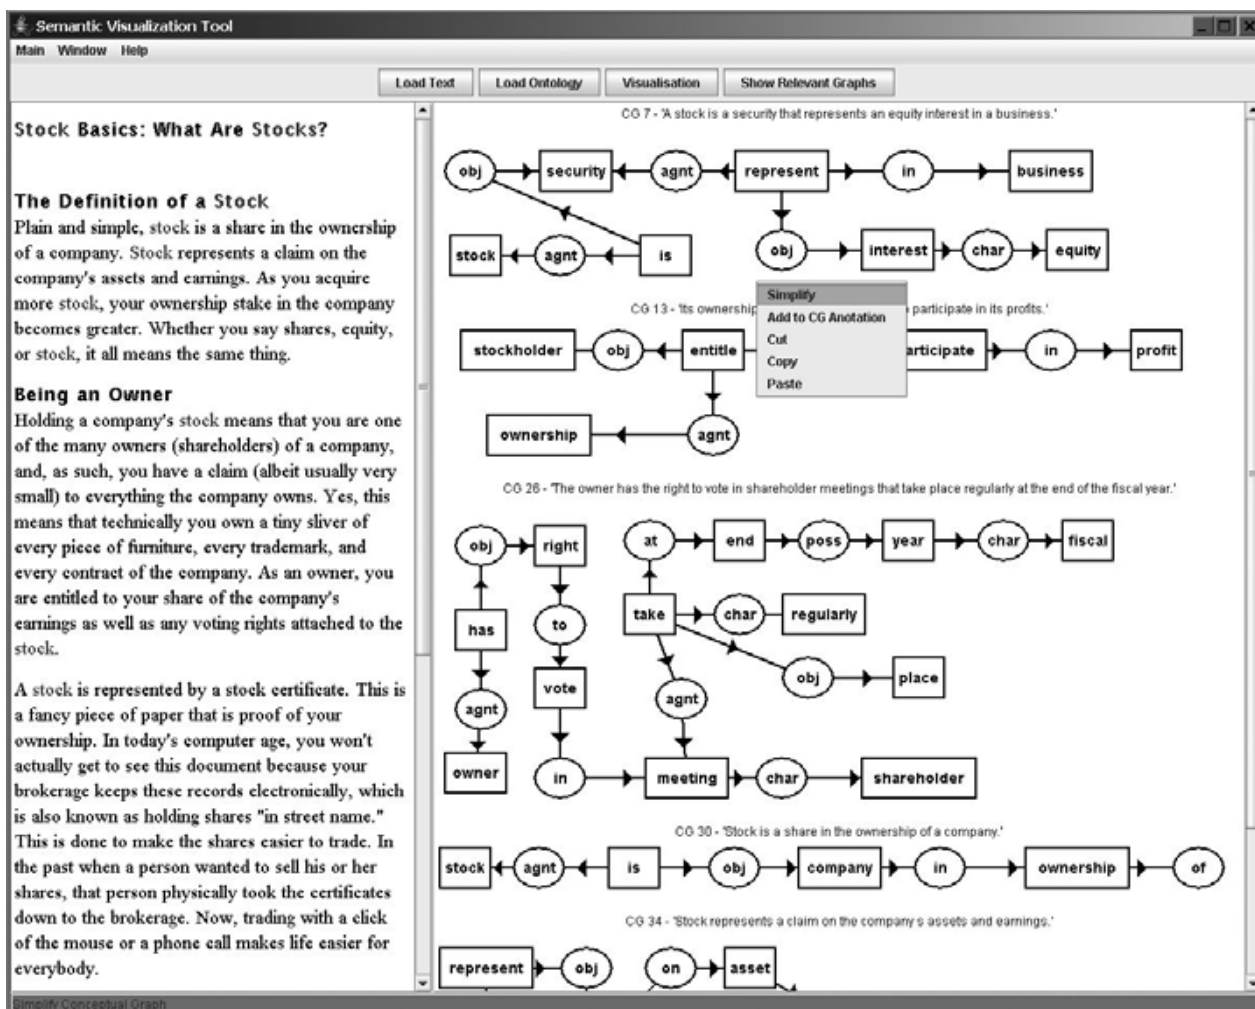 Semantic Visualization Tool
Main Window Help
Load Text Load Ontology Visualisation Show Relevant Graphs
Stock Basics: What Are Stocks?
The Definition of a Stock
Plain and simple, stock is a share in the ownership
of a company. Stock represents a claim on the
company's assets and earnings. As you acquire
more stock, your ownership stake in the company
becomes greater. Whether you say shares, equity,
or stock, it all means the same thing.
Being an Owner
Holding a company's stock means that you are one
of the many owners (shareholders) of a company,
and, as such, you have a claim (albeit usually very
small) to everything the company owns. Yes, this
means that technically you own a tiny sliver of
every piece of furniture, every trademark, and
every contract of the company. As an owner, you
are entitled to your share of the company's
earnings as well as any voting rights attached to the
stock.
A stock is represented by a stock certificate. This is
a fancy piece of paper that is proof of your
ownership. In today's computer age, you won't
actually get to see this document because your
brokerage keeps these records electronically, which
is also known as holding shares "in street name."
This is done to make the shares easier to trade. In
the past when a person wanted to sell his or her
shares, that person physically took the certificates
down to the brokerage. Now, trading with a click
of the mouse or a phone call makes life easier for
everybody.
CG 7 - 'A stock is a security that represents an equity interest in a business.'
obj security agnt represent in business
stock agnt is obj interest char equity
Simplify
Add to CG Anotation
Cut
Copy
Paste
CG 13 - 'Its ownership participate in its profits.'
stockholder obj entitle articipate in profit
ownership agnt
CG 26 - 'The owner has the right to vote in shareholder meetings that take place regularly at the end of the fiscal year.'
obj right at end poss year char fiscal
has to take char regularly
vote obj place
agnt agnt
owner in meeting char shareholder
CG 30 - 'Stock is a share in the ownership of a company.'
stock agnt is obj company in ownership of
CG 34 - 'Stock represents a claim on the company s assets and earnings.'
represent obj on asset
Simplify Conceptual Graph